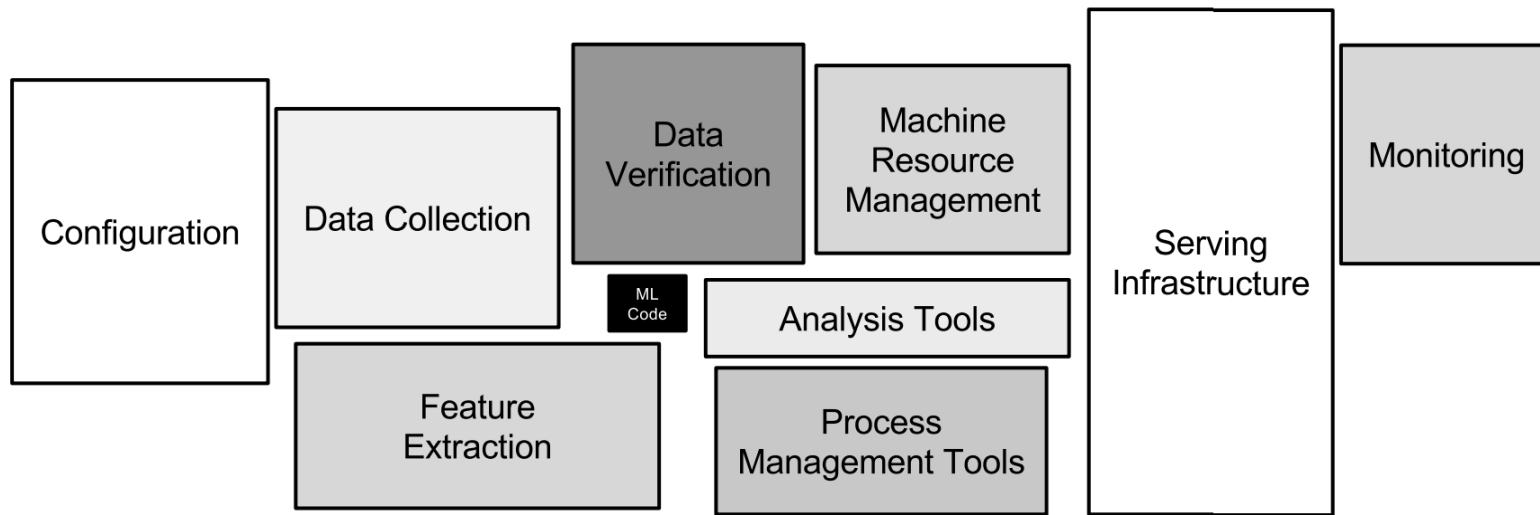 Configuration
Data Collection
Data
Verification
Machine
Resource
Management
Serving
Infrastructure
Monitoring
ML
Code
Analysis Tools
Feature
Extraction
Process
Management Tools